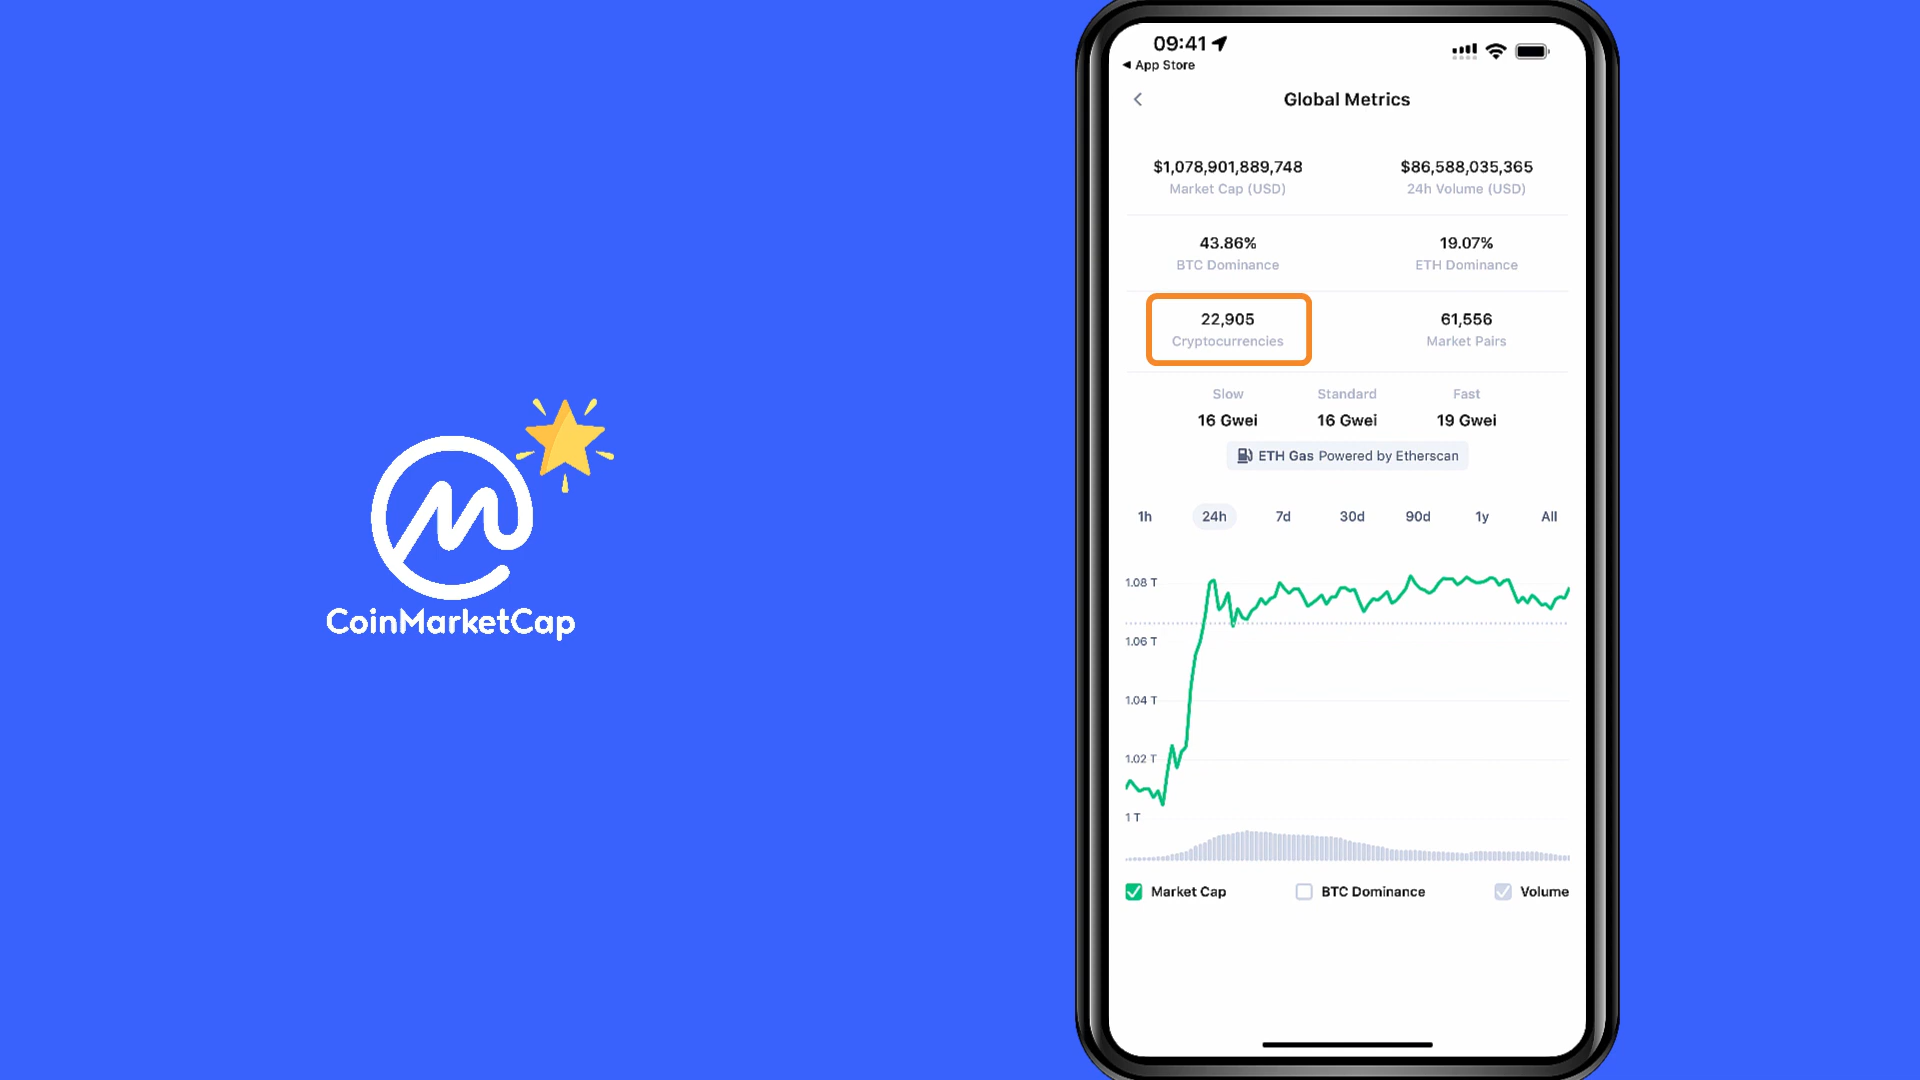 CoinMarketCap
09:41
App Store
Global Metrics
$1,078,901,889,748
Market Cap (USD)
$86,588,035,365
24h Volume (USD)
43.86%
BTC Dominance
19.07%
ETH Dominance
22,905
Cryptocurrencies
61,556
Market Pairs
Slow
16 Gwei
Standard
16 Gwei
Fast
19 Gwei
ETH Gas Powered by Etherscan
1h 24h 7d 30d 90d 1y All
1.08 T
1.06 T
1.04 T
1.02 T
1 T
Market Cap BTC Dominance Volume